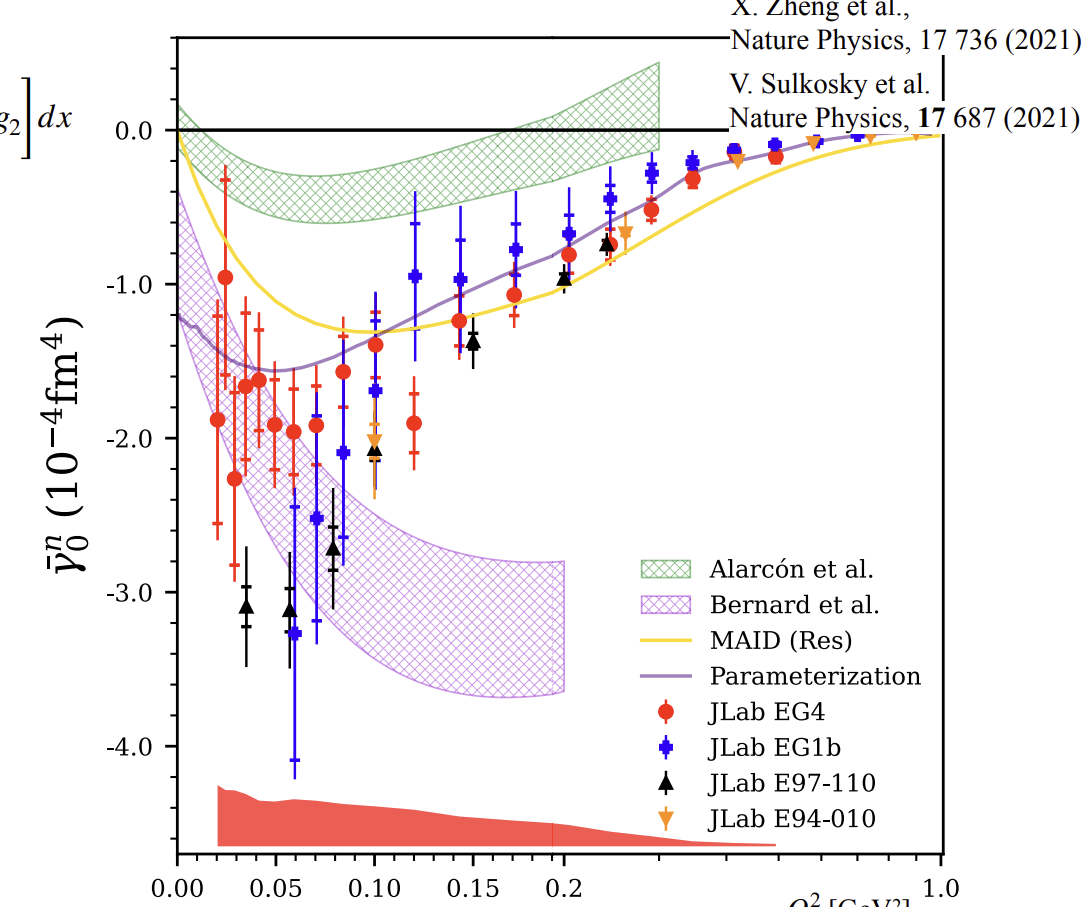 X. Zheng et al.,
Nature Physics, 17 736 (2021)
V. Sulkosky et al.
Nature Physics, 17 687 (2021)
g₂] dx
0.0
-1.0
-2.0
-3.0
-4.0
γ̄₀ⁿ (10⁻⁴fm⁴)
Alarcón et al.
Bernard et al.
MAID (Res)
Parameterization
JLab EG4
JLab EG1b
JLab E97-110
JLab E94-010
0.00 0.05 0.10 0.15 0.2 1.0
Q² [GeV²]